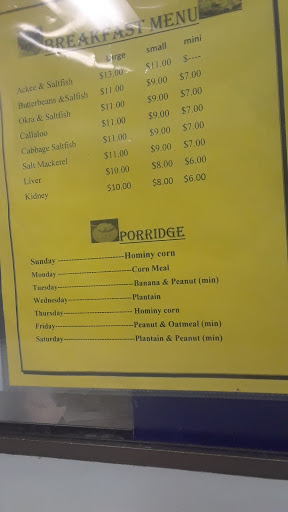 BREAKFAST MENU
Large small mini
Ackee & Saltfish $13.00 $11.00 $----
Butterbeans &Saltfish $11.00 $9.00 $7.00
Okra & Saltfish $11.00 $9.00 $7.00
Callaloo $11.00 $9.00 $7.00
Cabbage Saltfish $11.00 $9.00 $7.00
Salt Mackerel $11.00 $9.00 $7.00
Liver $10.00 $8.00 $6.00
Kidney $10.00 $8.00 $6.00
PORRIDGE
Sunday -----------------------Hominy corn
Monday --------------------------Corn Meal
Tuesday--------------------------Banana & Peanut (min)
Wednesday----------------------Plantain
Thursday------------------------ Hominy corn
Friday---------------------------Peanut & Oatmeal (min)
Saturday------------------------Plantain & Peanut (min)